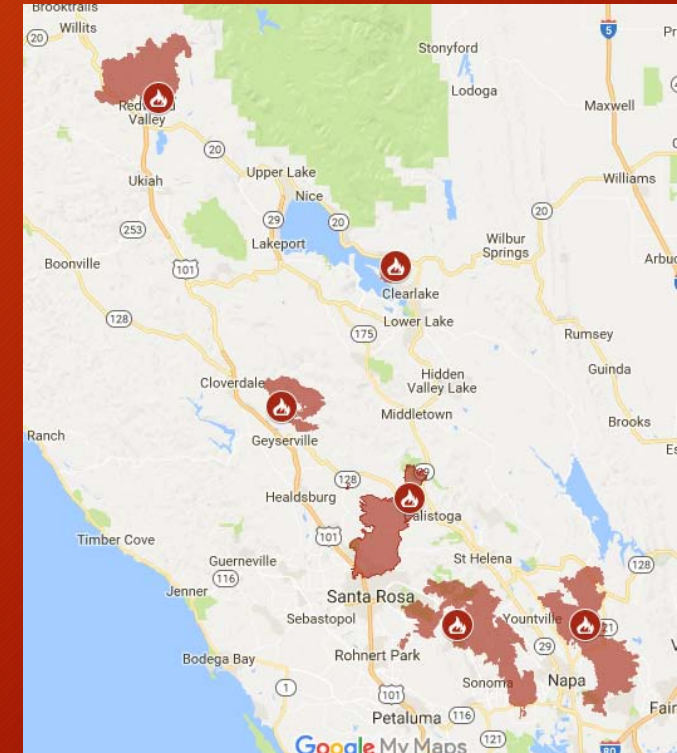 Brooktrails
Willits
20
5
Stonyford
Lodoga
Maxwell
Valley
20
Ukiah
Upper Lake
Nice
Williams
29
20
20
253
Lakeport
Wilbur
Springs
Boonville
101
Clearlake
128
Lower Lake
175
Rumsey
Hidden
Valley Lake
Guinda
Cloverdale
Middletown
Brooks
Ranch
Geyserville
128
29
Healdsburg
Calistoga
101
Timber Cove
Guerneville
St Helena
128
116
Jenner
Santa Rosa
Sebastopol
Yountville
121
Rohnert Park
29
Bodega Bay
Sonoma
Napa
1
101
Petaluma
116
121
80
Google My Maps